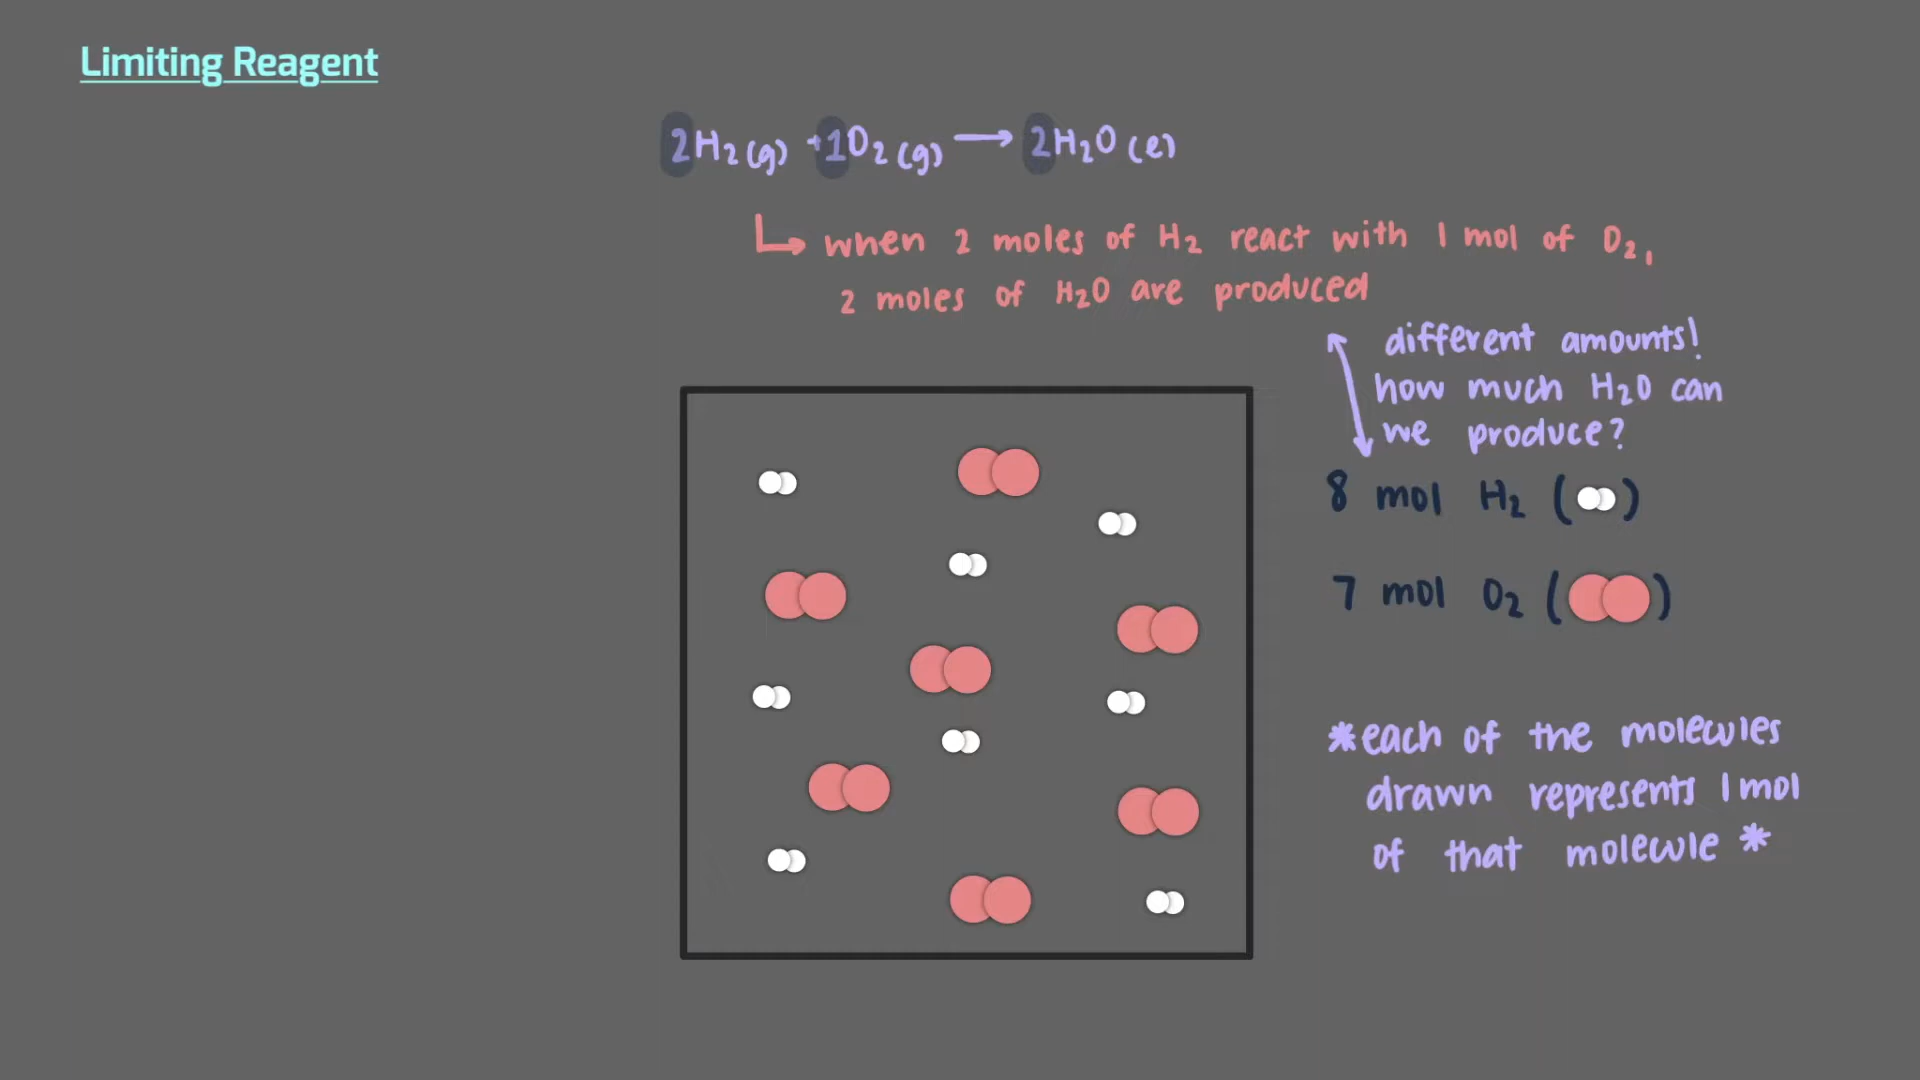 Limiting Reagent
2H₂(g) + 1O₂(g) → 2H₂O(l)
↳ when 2 moles of H₂ react with 1 mol of O₂,
2 moles of H₂O are produced
different amounts!
how much H₂O can
we produce?
8 mol H₂ ( )
7 mol O₂ ( )
*each of the molecules
drawn represents 1 mol
of that molecule *